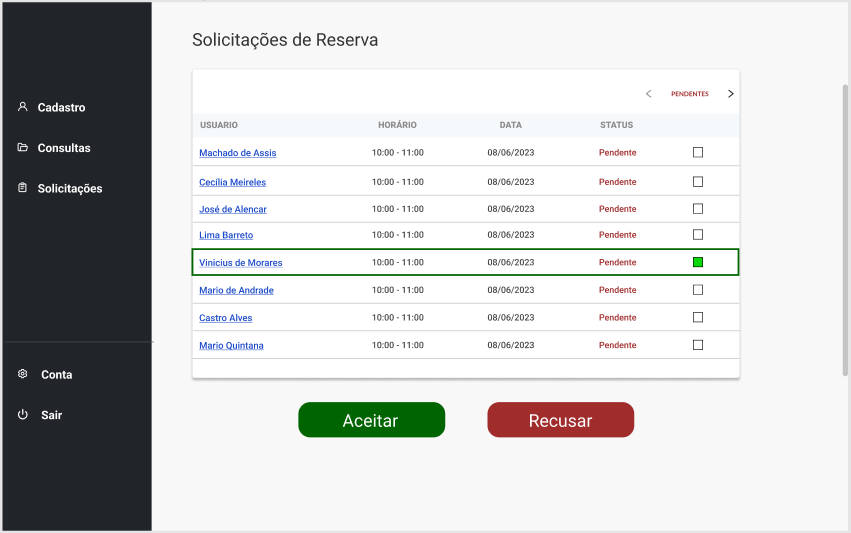 Solicitações de Reserva
Cadastro
Consultas
Solicitações
Conta
Sair
PENDENTES
USUARIO HORÁRIO DATA STATUS
Machado de Assis 10:00 - 11:00 08/06/2023 Pendente
Cecília Meireles 10:00 - 11:00 08/06/2023 Pendente
José de Alencar 10:00 - 11:00 08/06/2023 Pendente
Lima Barreto 10:00 - 11:00 08/06/2023 Pendente
Vinicius de Morares 10:00 - 11:00 08/06/2023 Pendente
Mario de Andrade 10:00 - 11:00 08/06/2023 Pendente
Castro Alves 10:00 - 11:00 08/06/2023 Pendente
Mario Quintana 10:00 - 11:00 08/06/2023 Pendente
Aceitar Recusar